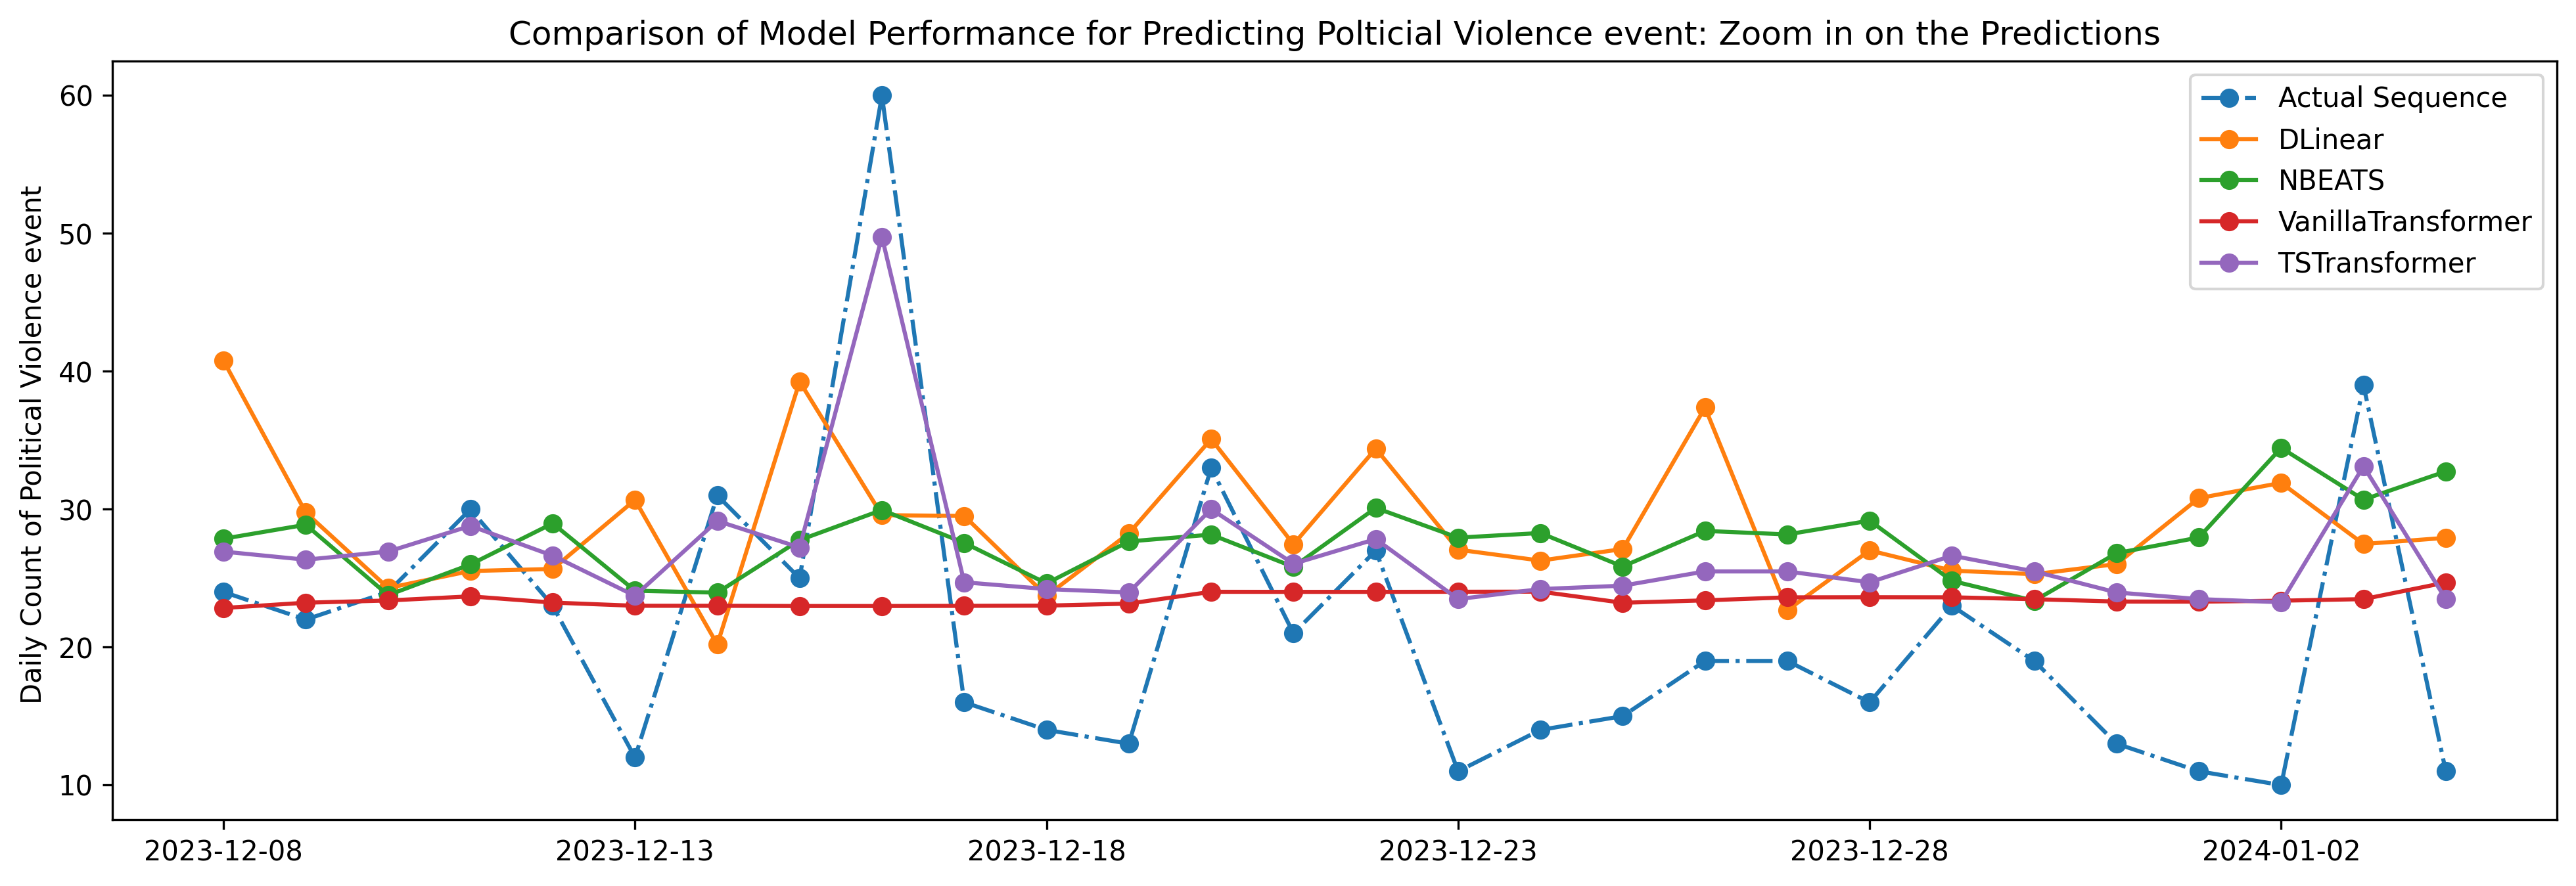 Comparison of Model Performance for Predicting Polticial Violence event: Zoom in on the Predictions
Daily Count of Political Violence event
60
50
40
30
20
10
Actual Sequence
DLinear
NBEATS
VanillaTransformer
TSTransformer
2023-12-08
2023-12-13
2023-12-18
2023-12-23
2023-12-28
2024-01-02